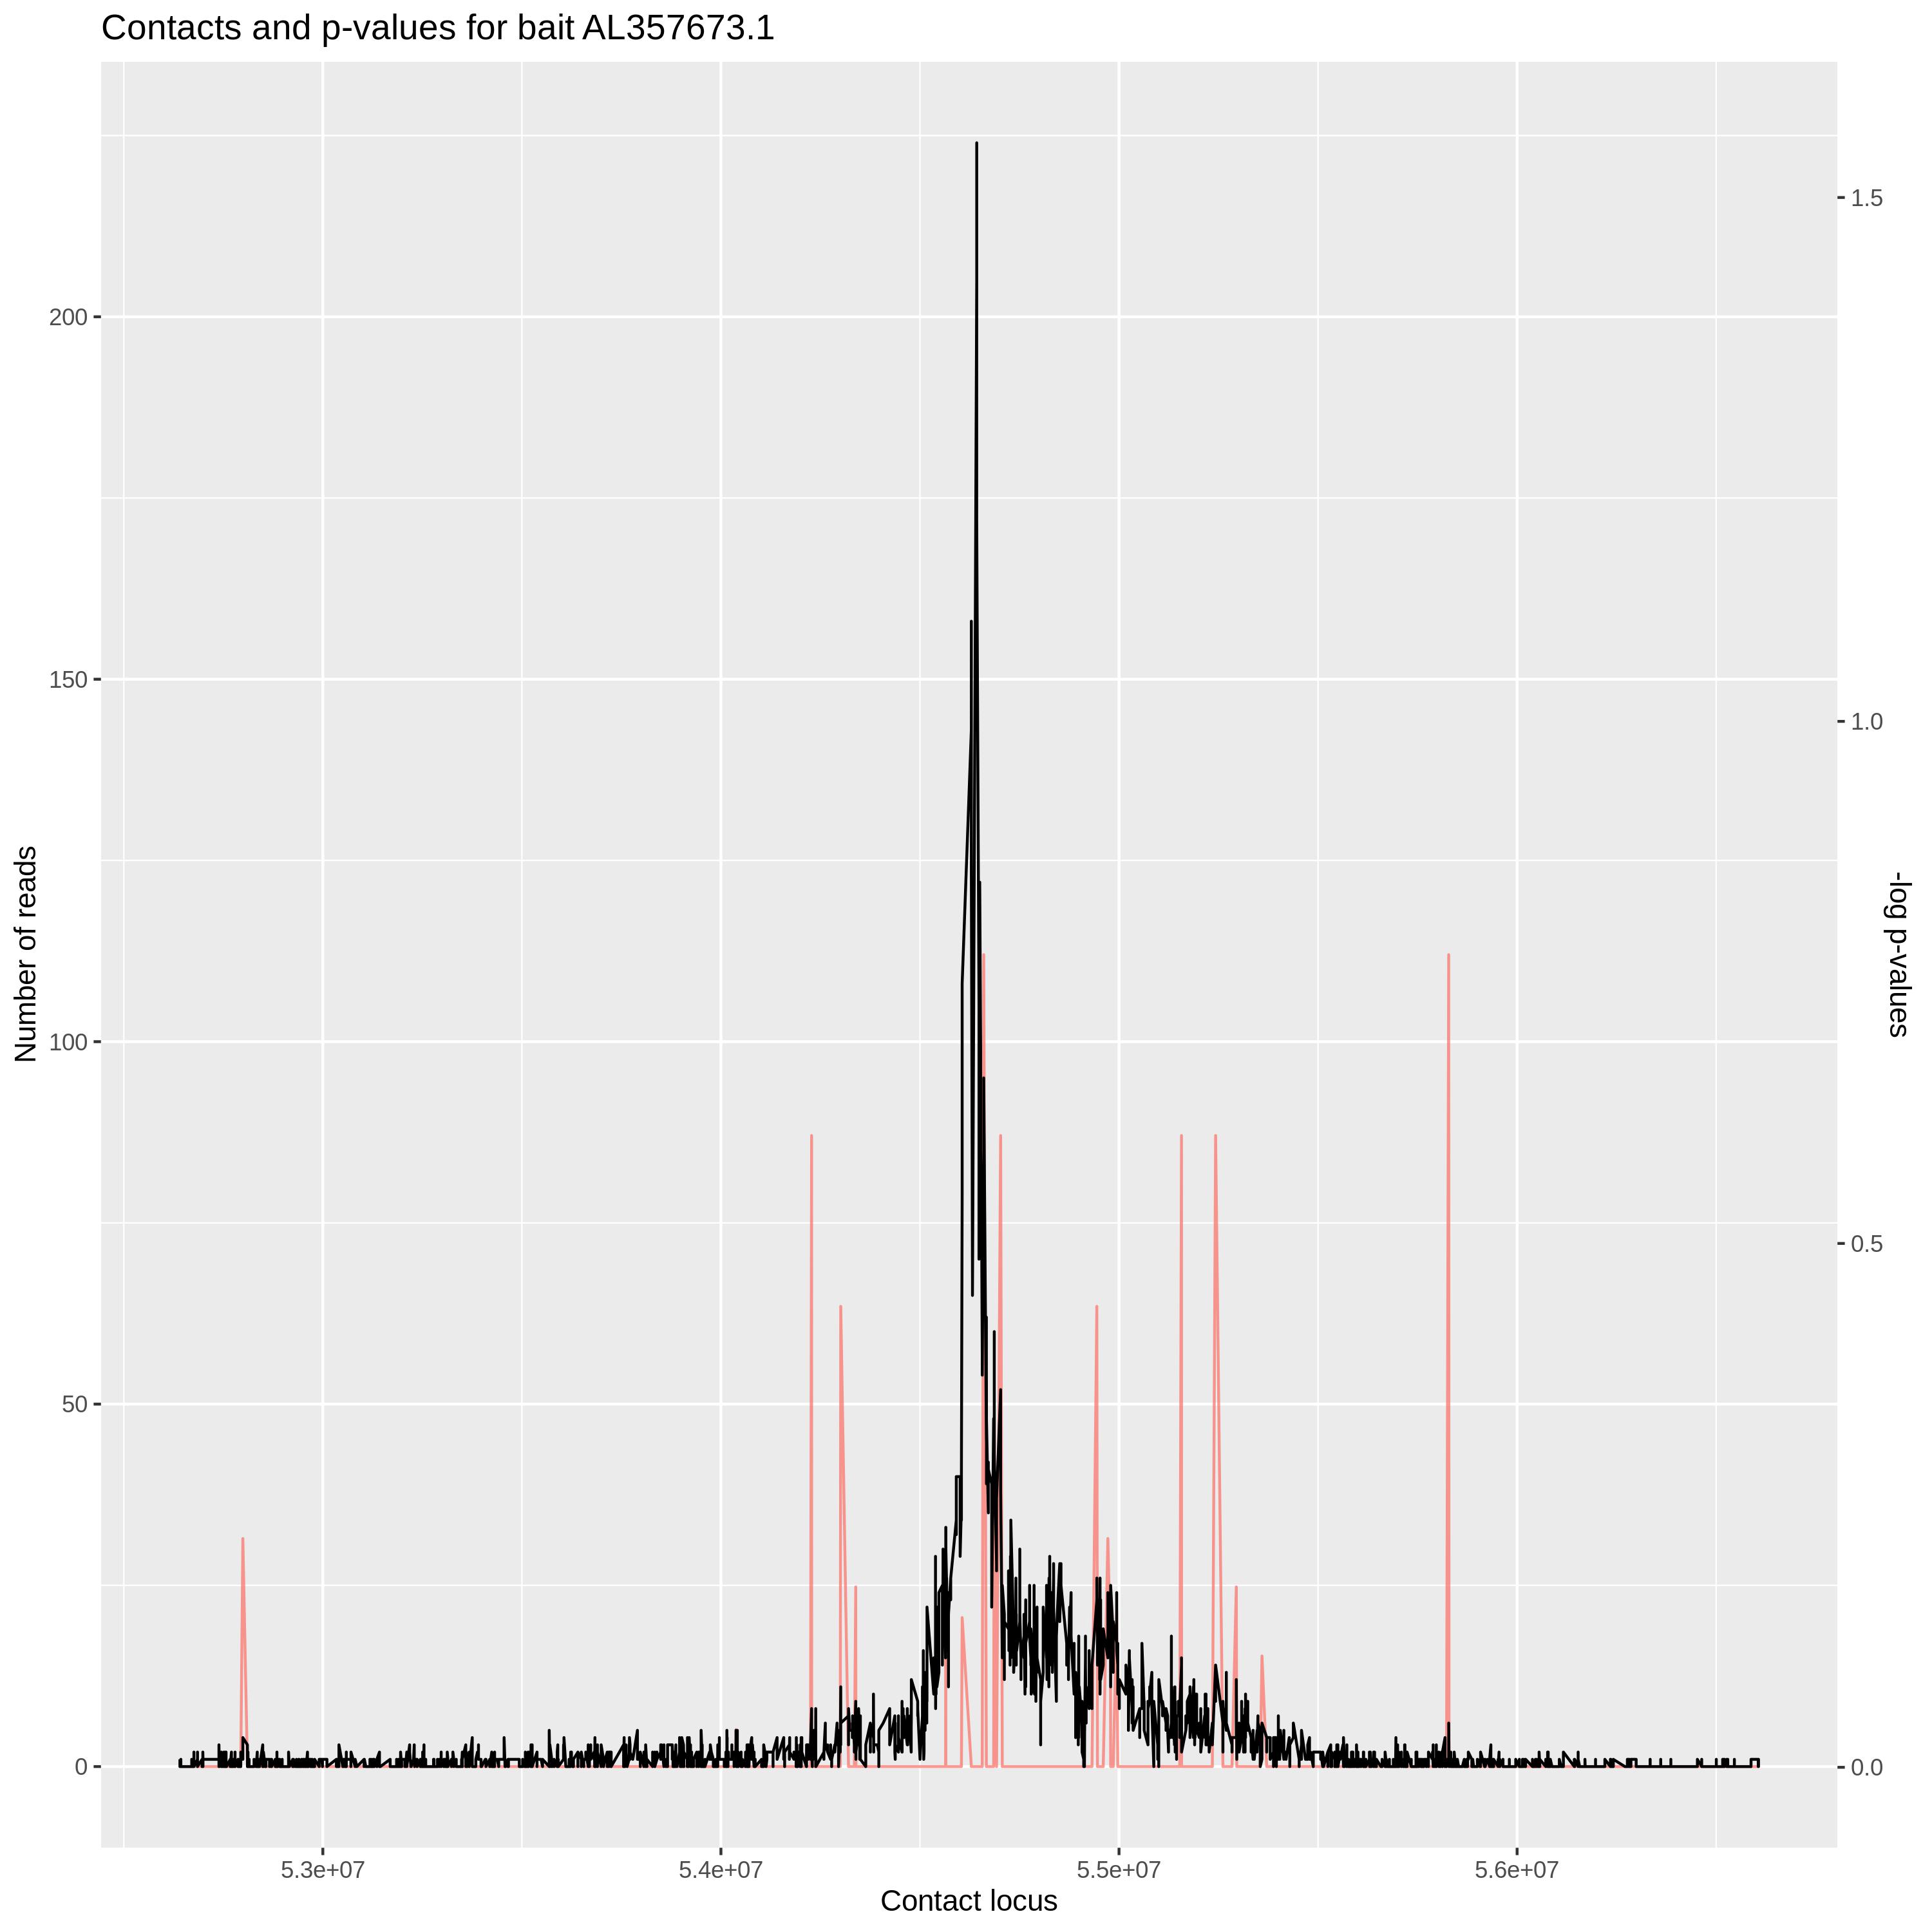 Contacts and p-values for bait AL357673.1
200
150
100
50
0
1.5
1.0
0.5
0.0
Number of reads
-log p-values
5.3e+07
5.4e+07
5.5e+07
5.6e+07
Contact locus